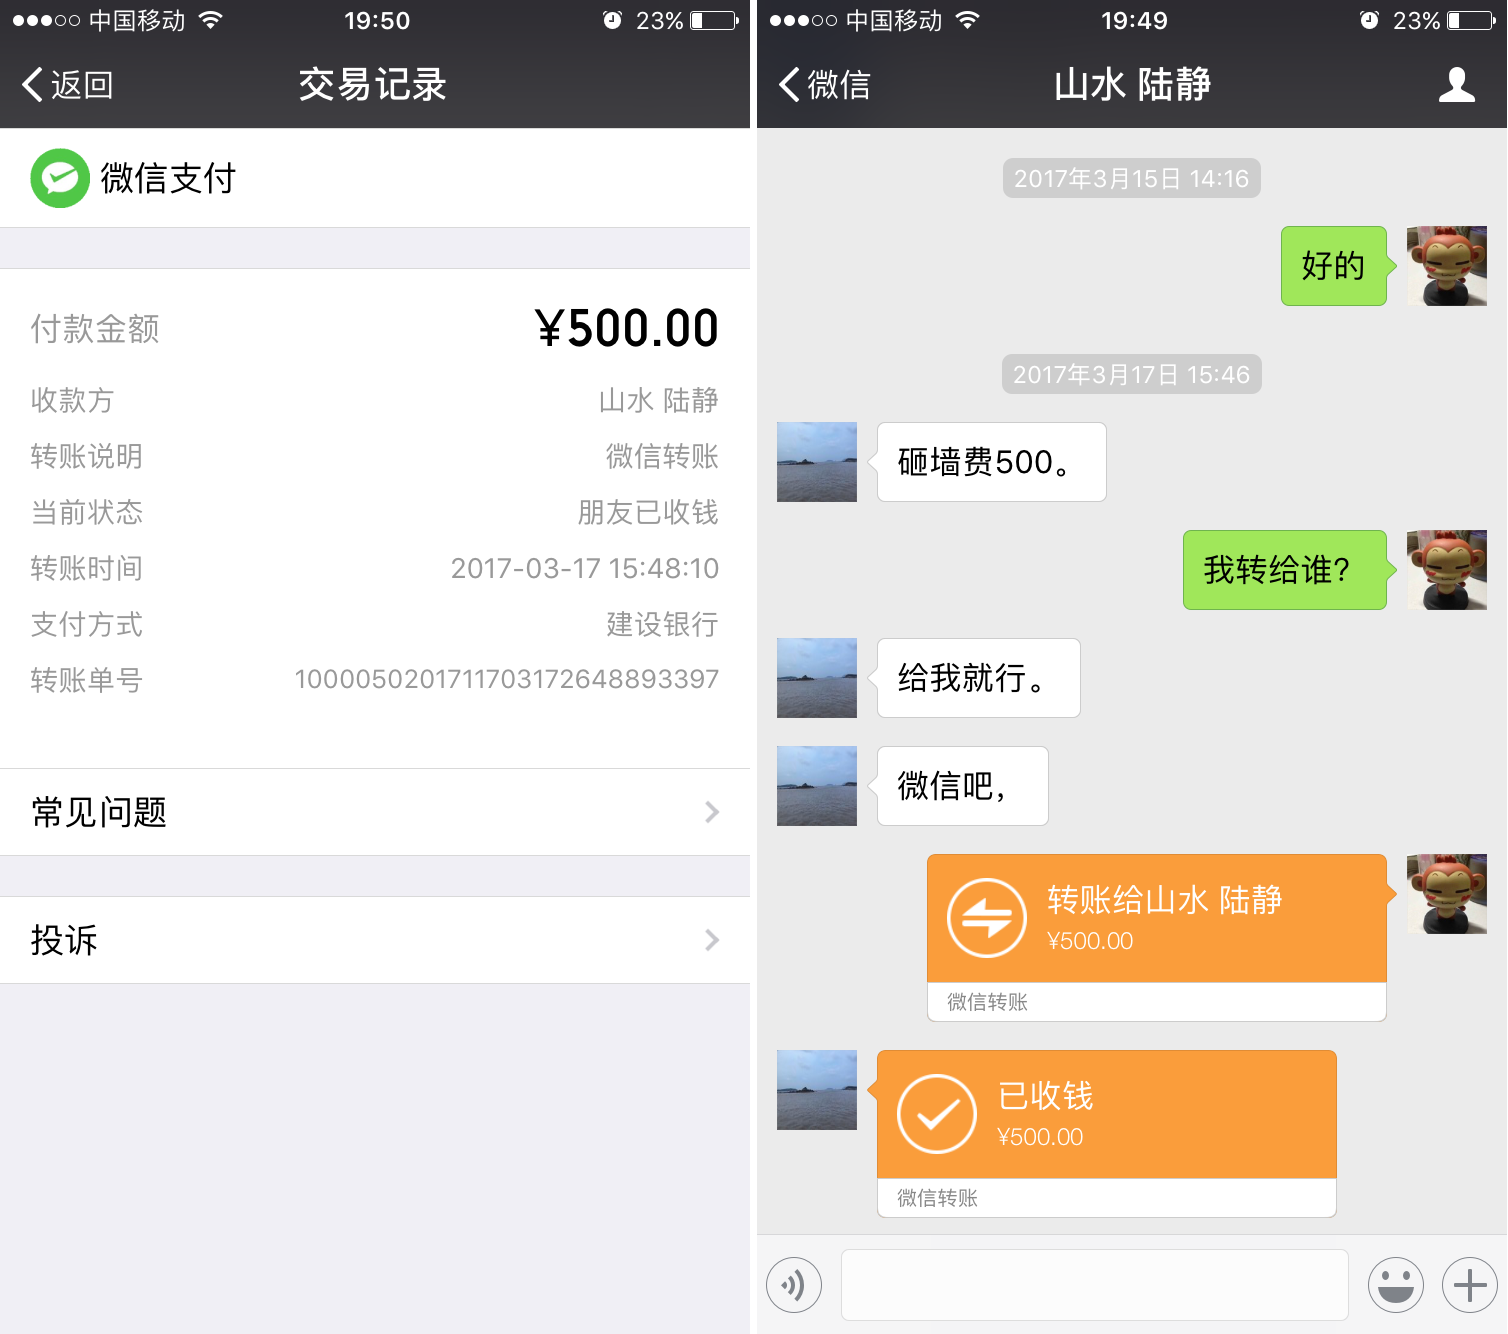 中国移动 19:50 23%
返回 交易记录
微信支付
付款金额 ¥500.00
收款方 山水 陆静
转账说明 微信转账
当前状态 朋友已收钱
转账时间 2017-03-17 15:48:10
支付方式 建设银行
转账单号 1000050201711703172648893397
常见问题
投诉
中国移动 19:49 23%
微信 山水 陆静
2017年3月15日 14:16
好的
2017年3月17日 15:46
砸墙费500。
我转给谁?
给我就行。
微信吧，
转账给山水 陆静
¥500.00
微信转账
已收钱
¥500.00
微信转账